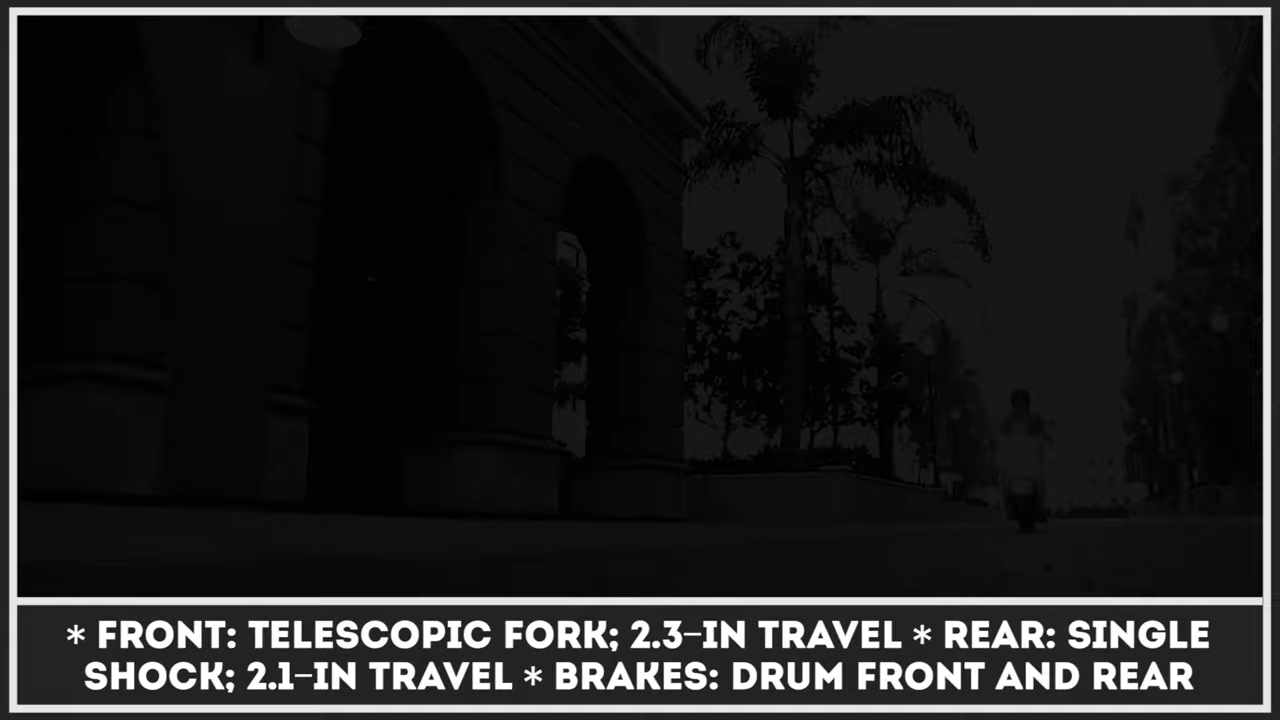 * FRONT: TELESCOPIC FORK; 2.3-IN TRAVEL * REAR: SINGLE
SHOCK; 2.1-IN TRAVEL * BRAKES: DRUM FRONT AND REAR